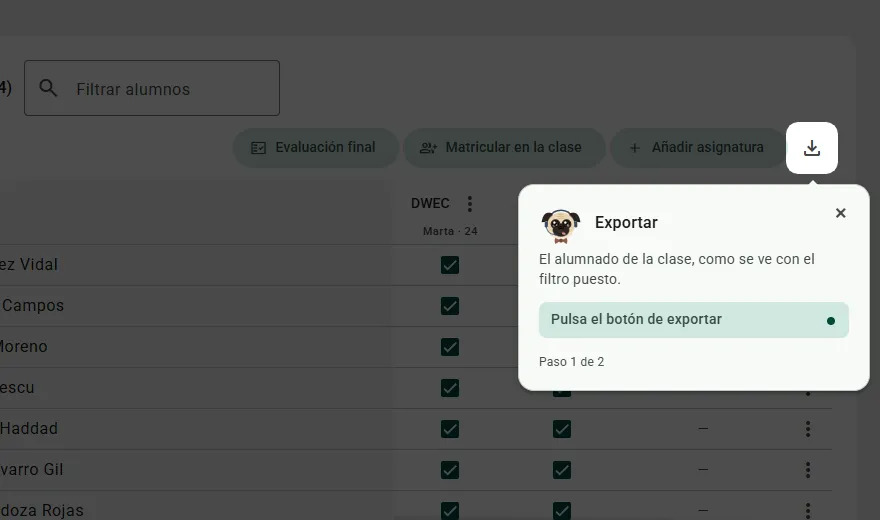 4)
Filtrar alumnos
Evaluación final
Matricular en la clase
Añadir asignatura
DWEC
Marta · 24
Exportar
×
El alumnado de la clase, como se ve con el
filtro puesto.
Pulsa el botón de exportar
Paso 1 de 2
ez Vidal
Campos
Moreno
escu
Haddad
–
varro Gil
–
doza Rojas
–